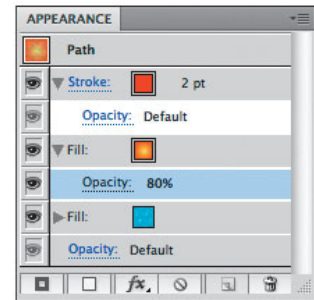 APPEARANCE
Path
Stroke: 2 pt
Opacity: Default
Fill:
Opacity: 80%
Fill:
Opacity: Default
fx